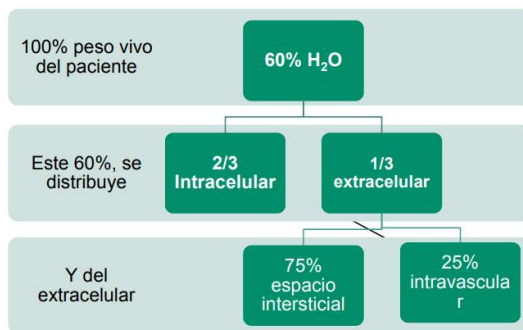 100% peso vivo
del paciente
60% H₂O
Este 60%, se
distribuye
2/3
Intracelular
1/3
extracelular
Y del
extracelular
75%
espacio
intersticial
25%
intravascula
r